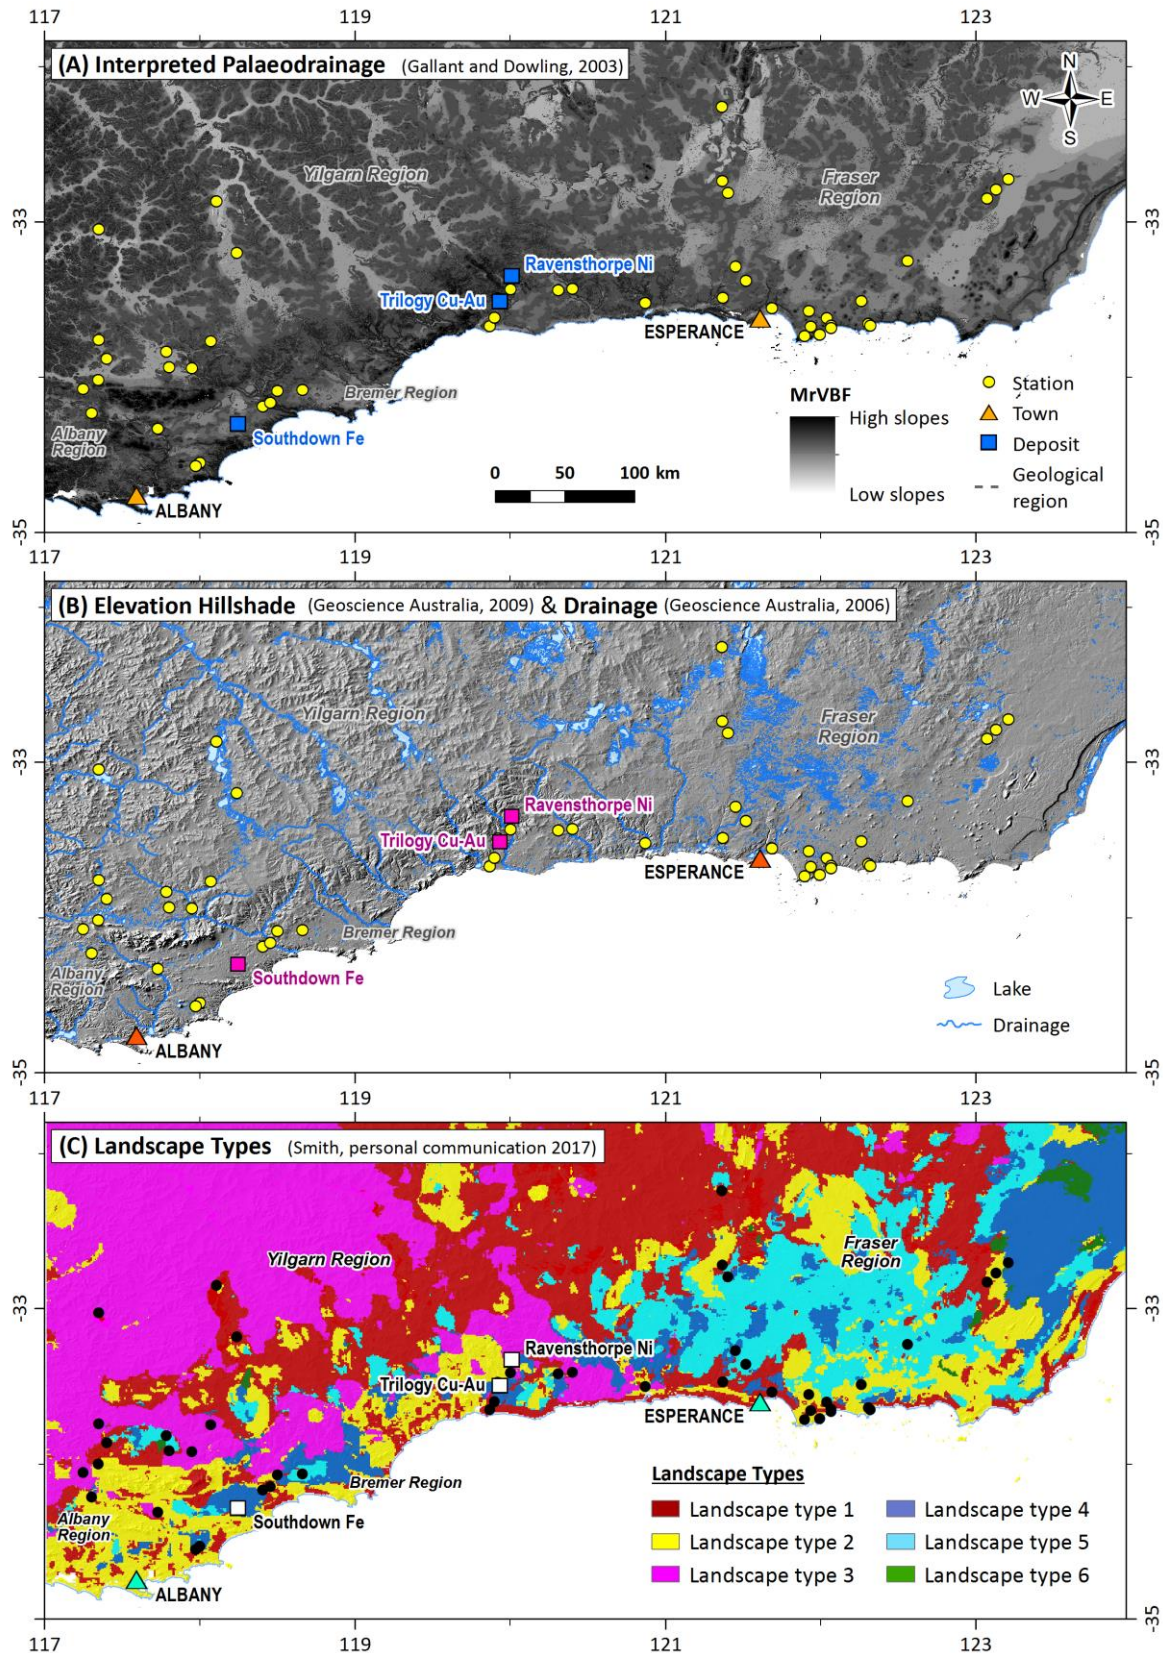 117 119 121 123
(A) Interpreted Palaeodrainage (Gallant and Dowling, 2003)
N
W E
S
Yilgarn Region
Fraser
Region
-33 -33
Ravensthorpe Ni
Trilogy Cu-Au
ESPERANCE
Bremer Region
MrVBF
High slopes
Low slopes
Station
Town
Deposit
Geological
region
Albany
Region
Southdown Fe
0 50 100 km
ALBANY
-35 -35
117 119 121 123
(B) Elevation Hillshade (Geoscience Australia, 2009) & Drainage (Geoscience Australia, 2006)
Yilgarn Region
Fraser
Region
-33 -33
Ravensthorpe Ni
Trilogy Cu-Au
ESPERANCE
Bremer Region
Albany
Region
Southdown Fe
Lake
Drainage
ALBANY
-35 -35
117 119 121 123
(C) Landscape Types (Smith, personal communication 2017)
Yilgarn Region
Fraser
Region
-33 -33
Ravensthorpe Ni
Trilogy Cu-Au
ESPERANCE
Bremer Region
Albany
Region
Southdown Fe
ALBANY
Landscape Types
Landscape type 1
Landscape type 2
Landscape type 3
Landscape type 4
Landscape type 5
Landscape type 6
-35 -35
117 119 121 123